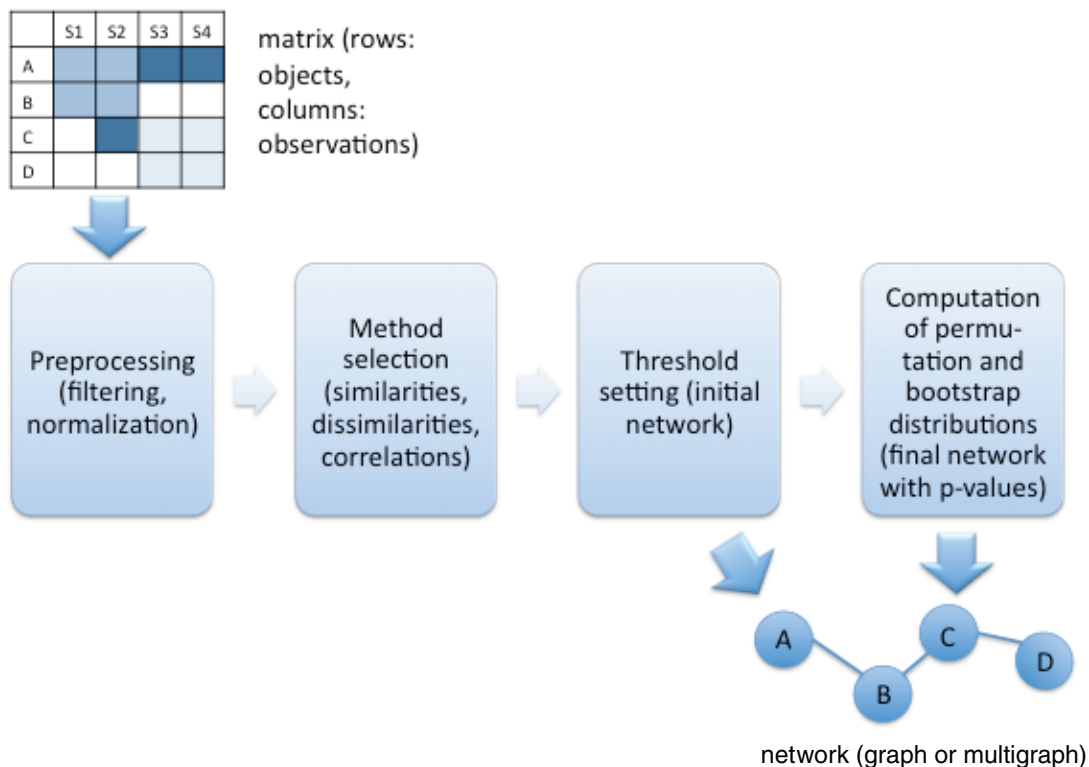 S1 S2 S3 S4
A
B
C
D
matrix (rows:
objects,
columns:
observations)
Preprocessing
(filtering,
normalization)
Method
selection
(similarities,
dissimilarities,
correlations)
Threshold
setting (initial
network)
Computation
of permu-
tation and
bootstrap
distributions
(final network
with p-values)
A
B
C
D
network (graph or multigraph)